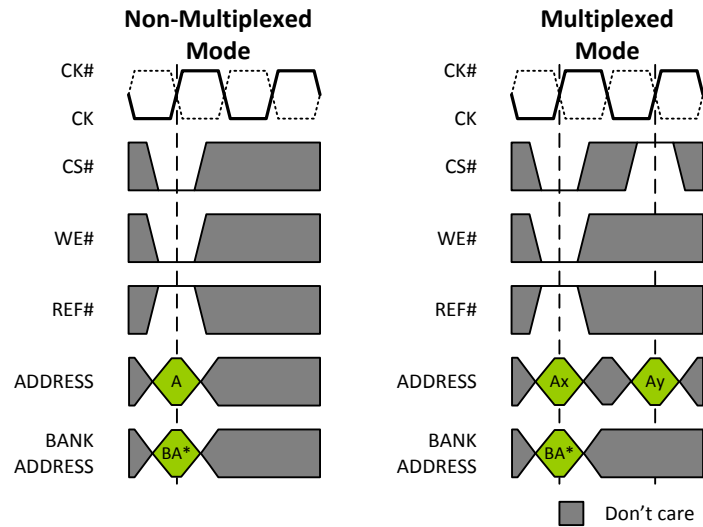 Non-Multiplexed
Mode
CK#
CK
CS#
WE#
REF#
ADDRESS
A
BANK
ADDRESS
BA*
Multiplexed
Mode
CK#
CK
CS#
WE#
REF#
ADDRESS
Ax
Ay
BANK
ADDRESS
BA*
Don't care